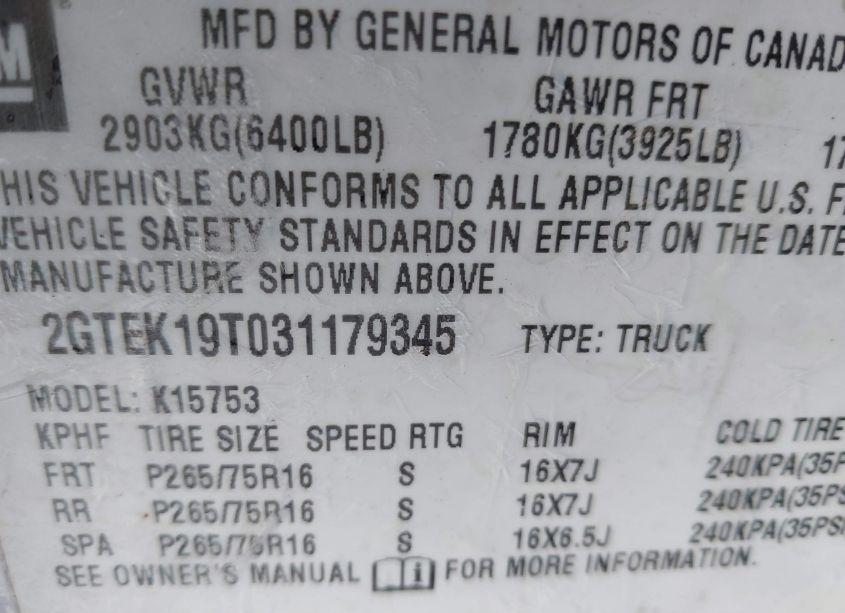 M
MFD BY GENERAL MOTORS OF CANAD
GVWR GAWR FRT
2903KG(6400LB) 1780KG(3925LB) 17
HIS VEHICLE CONFORMS TO ALL APPLICABLE U.S. F
VEHICLE SAFETY STANDARDS IN EFFECT ON THE DATE
MANUFACTURE SHOWN ABOVE.
2GTEK19T031179345 TYPE: TRUCK
MODEL: K15753
KPHF TIRE SIZE SPEED RTG RIM COLD TIRE
FRT P265/75R16 S 16X7J 240KPA(35P
RR P265/75R16 S 16X7J 240KPA(35PS
SPA P265/75R16 S 16X6.5J 240KPA(35PSI
SEE OWNER'S MANUAL i FOR MORE INFORMATION.